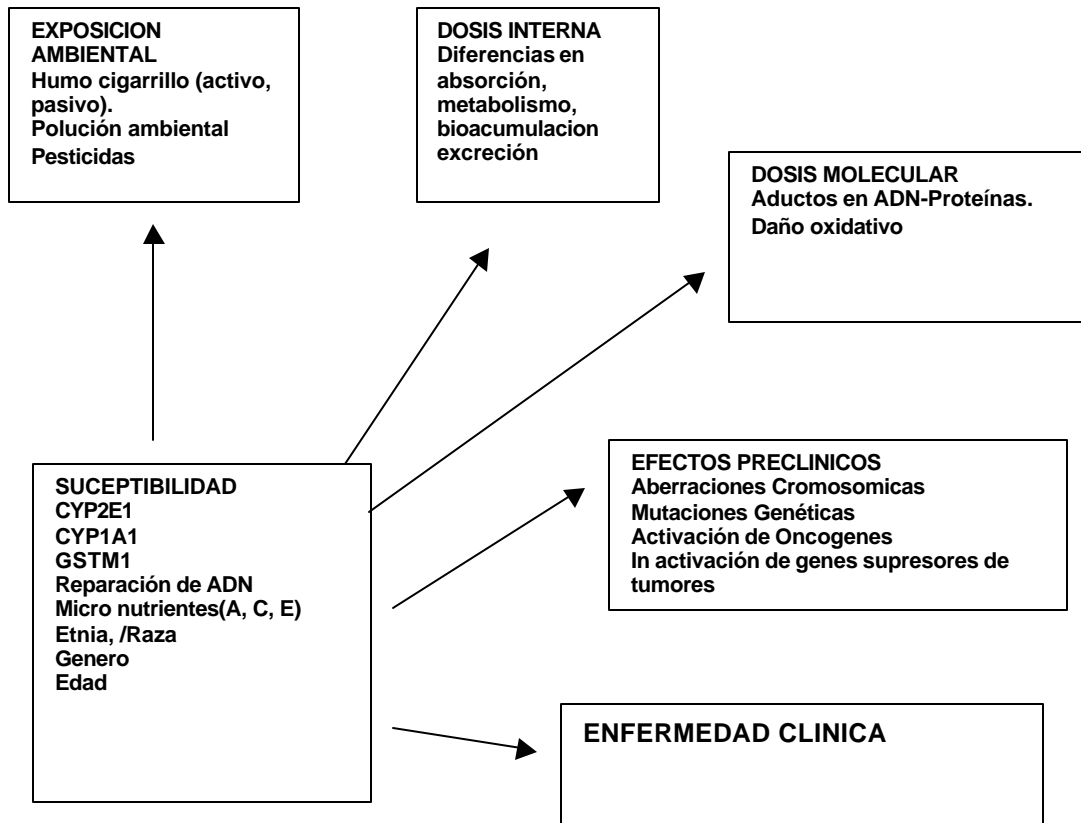 EXPOSICION
AMBIENTAL
Humo cigarrillo (activo,
pasivo).
Polución ambiental
Pesticidas
DOSIS INTERNA
Diferencias en
absorción,
metabolismo,
bioacumulacion
excreción
DOSIS MOLECULAR
Aductos en ADN-Proteínas.
Daño oxidativo
SUCEPTIBILIDAD
CYP2E1
CYP1A1
GSTM1
Reparación de ADN
Micro nutrientes(A, C, E)
Etnia, /Raza
Genero
Edad
EFECTOS PRECLINICOS
Aberraciones Cromosomicas
Mutaciones Genéticas
Activación de Oncogenes
In activación de genes supresores de
tumores
ENFERMEDAD CLINICA